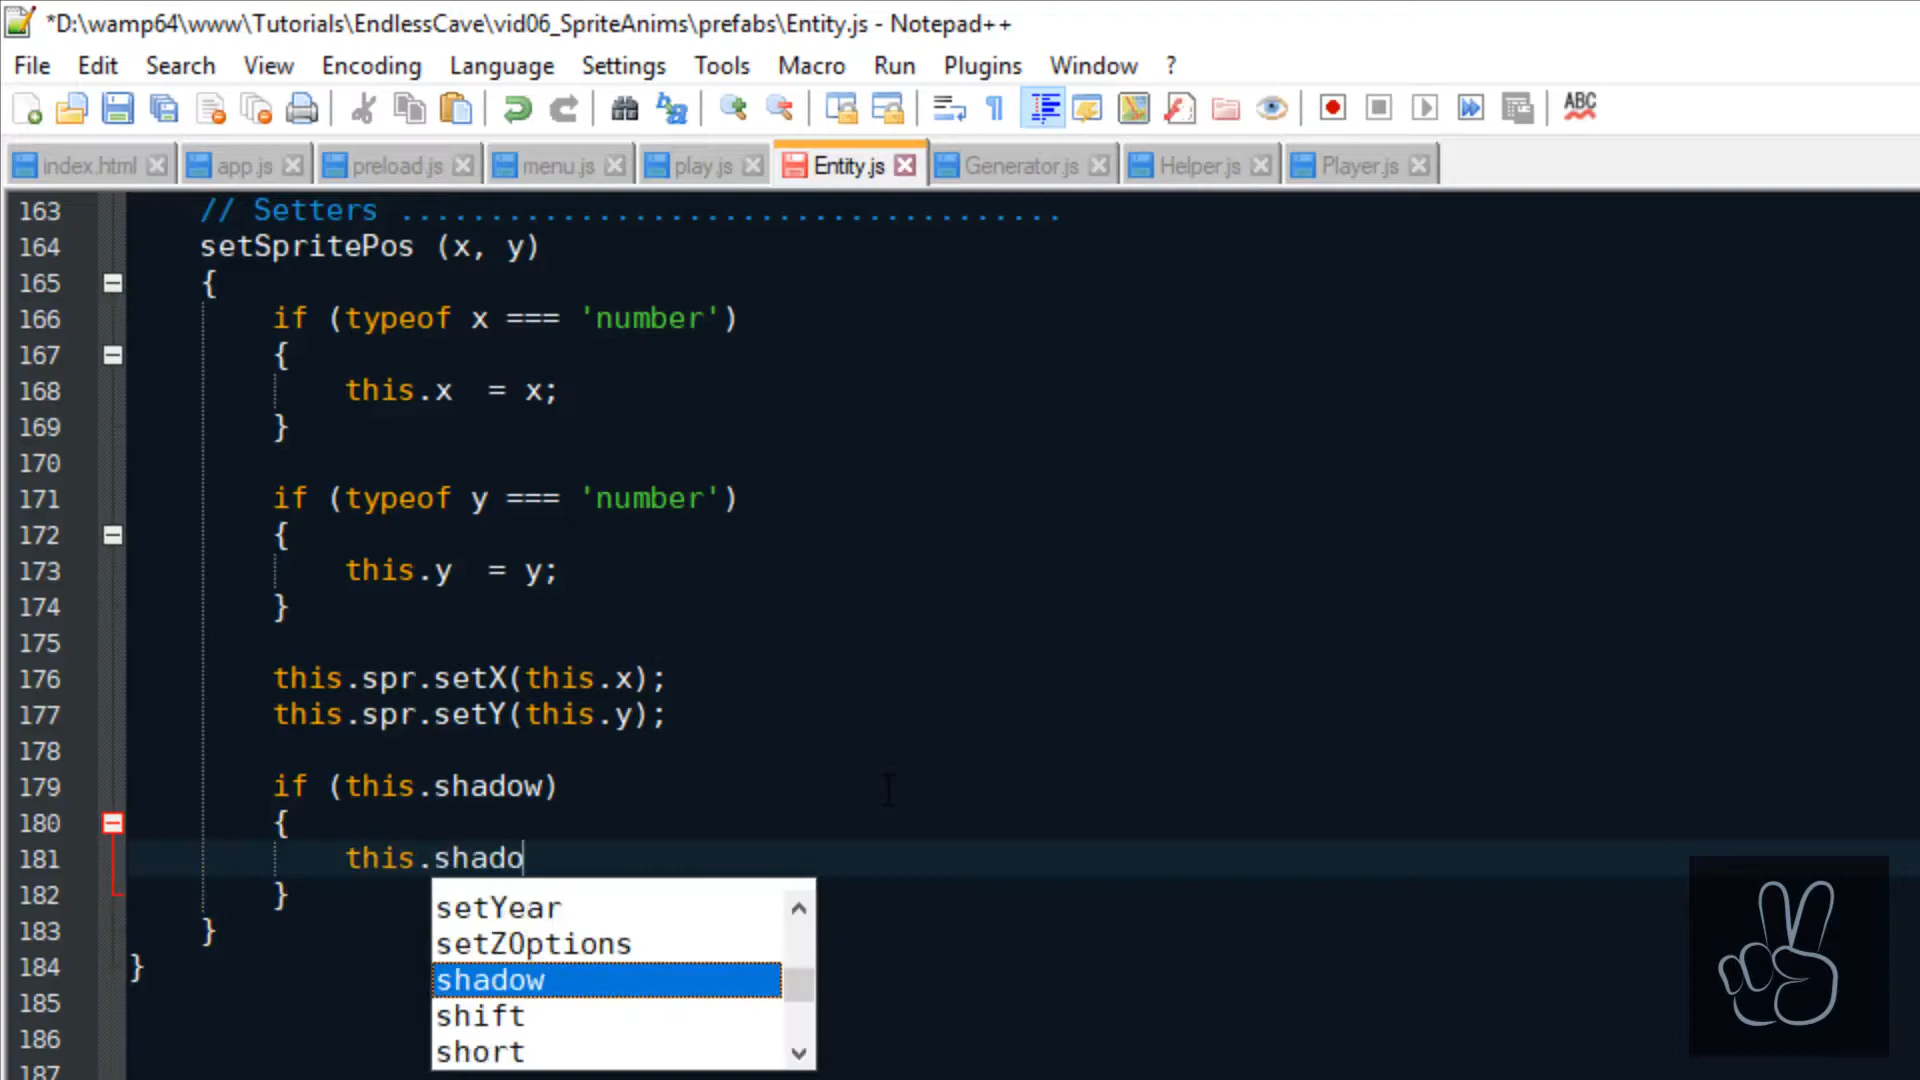 *D:\wamp64\www\Tutorials\EndlessCave\vid06_SpriteAnims\prefabs\Entity.js - Notepad++
File Edit Search View Encoding Language Settings Tools Macro Run Plugins Window ?
ABC
index.html app.js preload.js menu.js play.js Entity.js Generator.js Helper.js Player.js
163 // Setters .....................................
164 setSpritePos (x, y)
165 {
166 if (typeof x === 'number')
167 {
168 this.x  = x;
169 }
170
171 if (typeof y === 'number')
172 {
173 this.y  = y;
174 }
175
176 this.spr.setX(this.x);
177 this.spr.setY(this.y);
178
179 if (this.shadow)
180 {
181 this.shado
182 }
183 }
184 }
185
186
187
setYear
setZOptions
shadow
shift
short